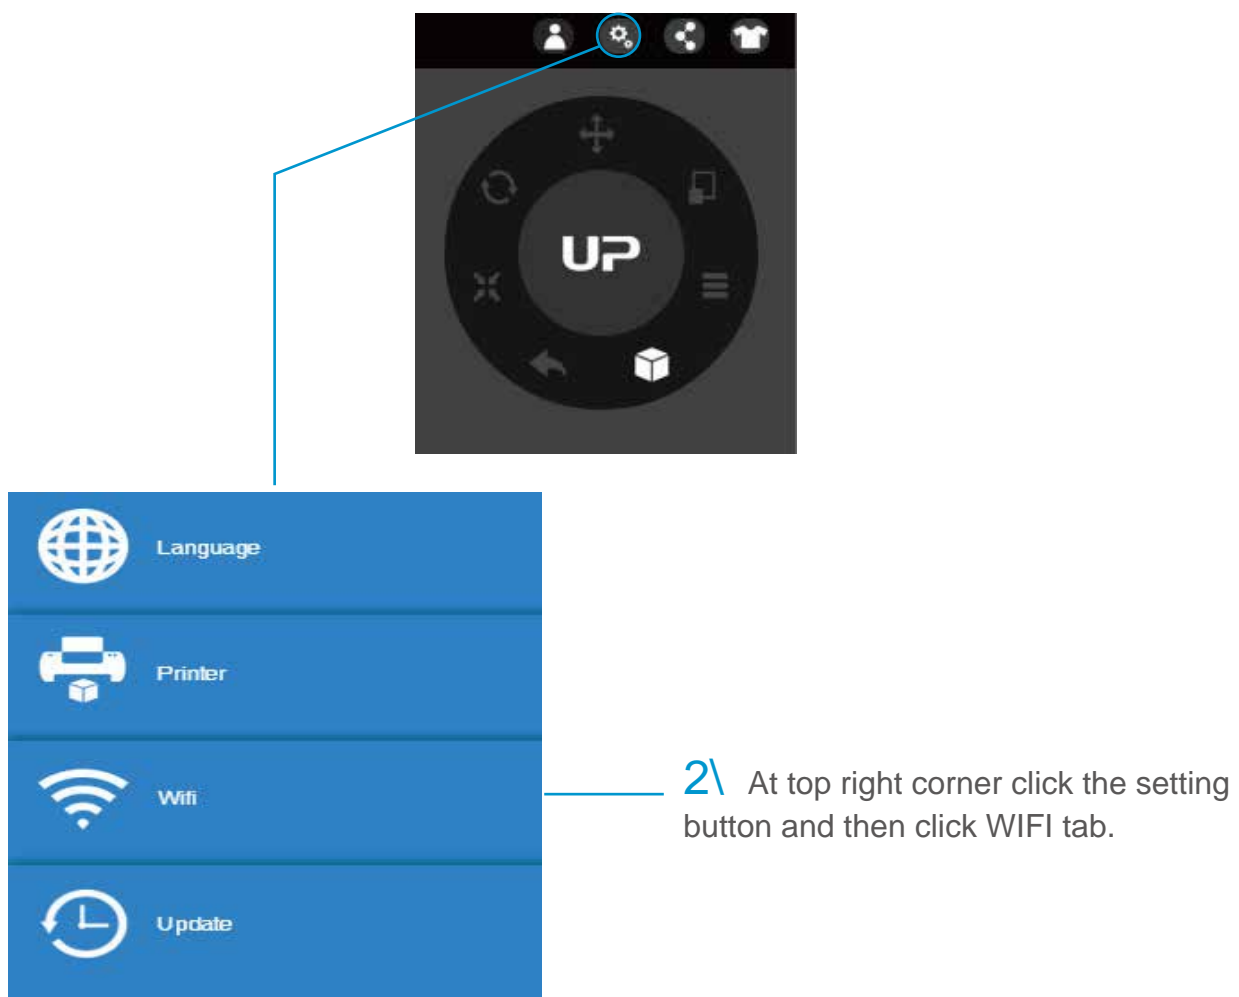 UP
Language
Printer
Wifi
Update
2\ At top right corner click the setting
button and then click WIFI tab.